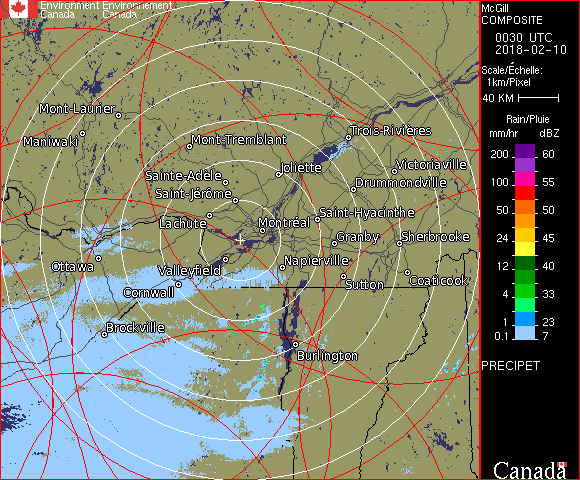 Environment Environnement
Canada Canada
McGill
COMPOSITE
0030 UTC
2018-02-10
Scale/Échelle:
1km/Pixel
40 KM
Rain/Pluie
mm/hr dBZ
200 60
150 55
100 55
50 50
24 45
12 40
4 33
1 23
0.1 7
PRECIPET
Canada
Mont-Laurier
Maniwaki
Mont-Tremblant
Trois-Rivières
Joliette
Victoriaville
Sainte-Adèle
Drummondville
Saint-Jérôme
Saint-Hyacinthe
Lachute
Montréal
Granby
Sherbrooke
Ottawa
Valleyfield
Napierville
Cornwall
Sutton
Coaticook
Brockville
Burlington